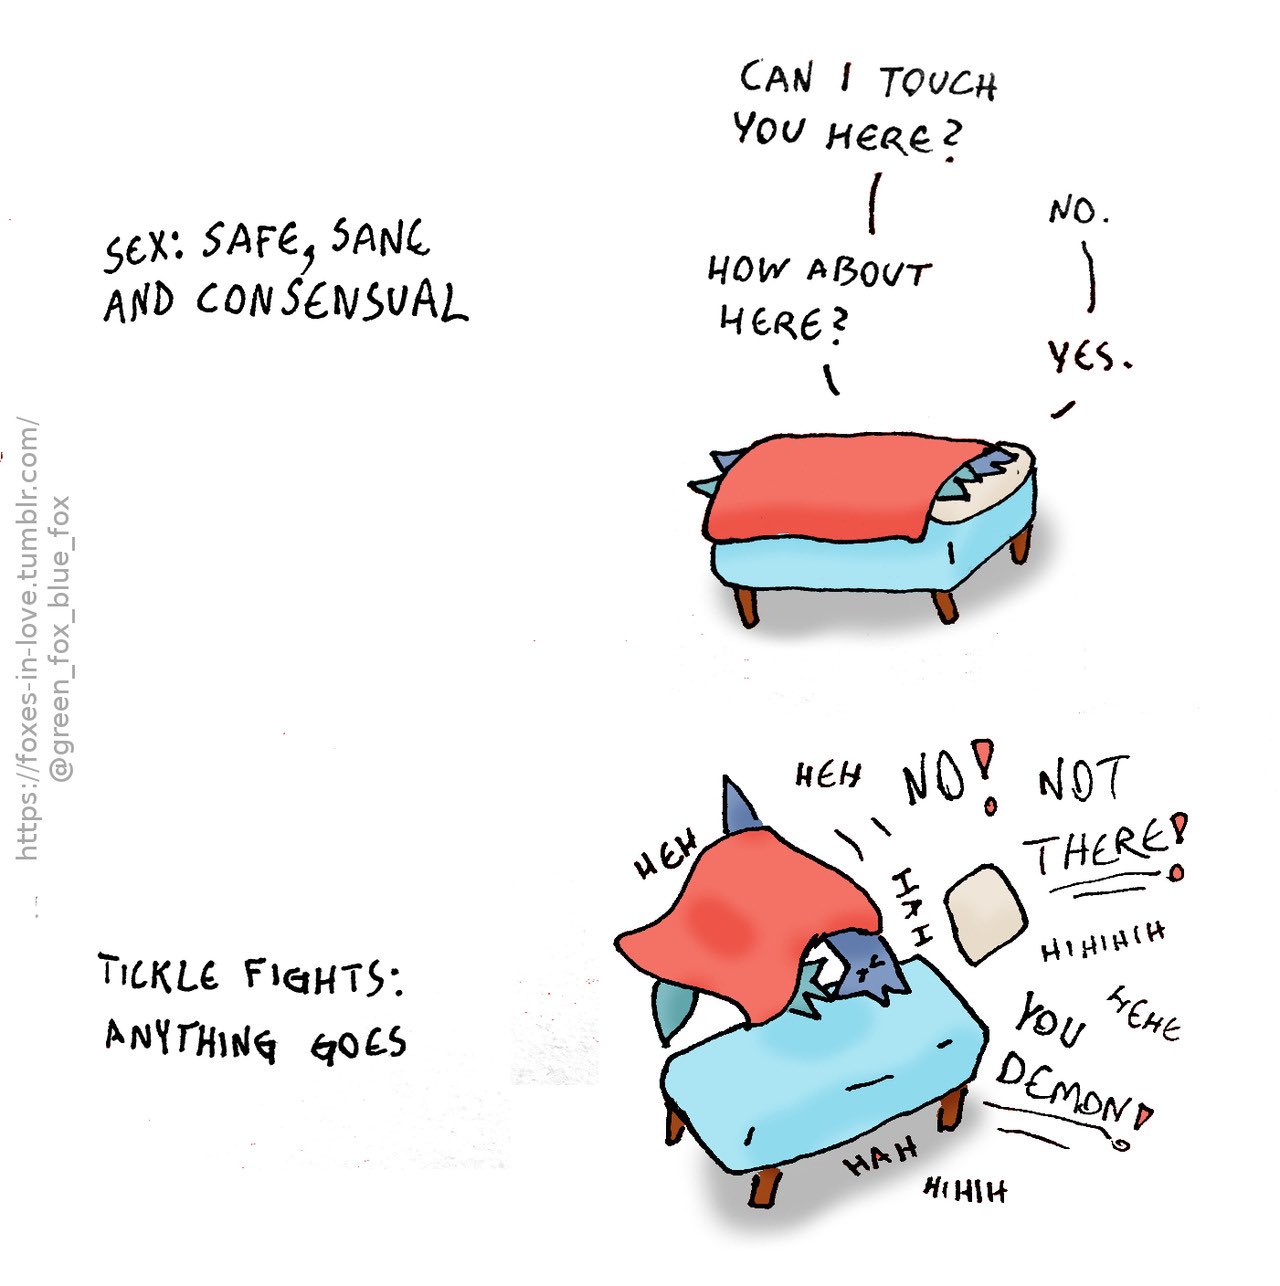 SEX: SAFE, SANE
AND CONSENSUAL
CAN I TOUCH
YOU HERE?
NO.
HOW ABOUT
HERE?
YES.
https://foxes-in-love.tumblr.com/
@green_fox_blue_fox
TICKLE FIGHTS:
ANYTHING GOES
HEH
HEH
NO! NOT
THERE!
HAH
HIHIHIH
YOU
DEMON!
HEHE
HAH
HIHIH